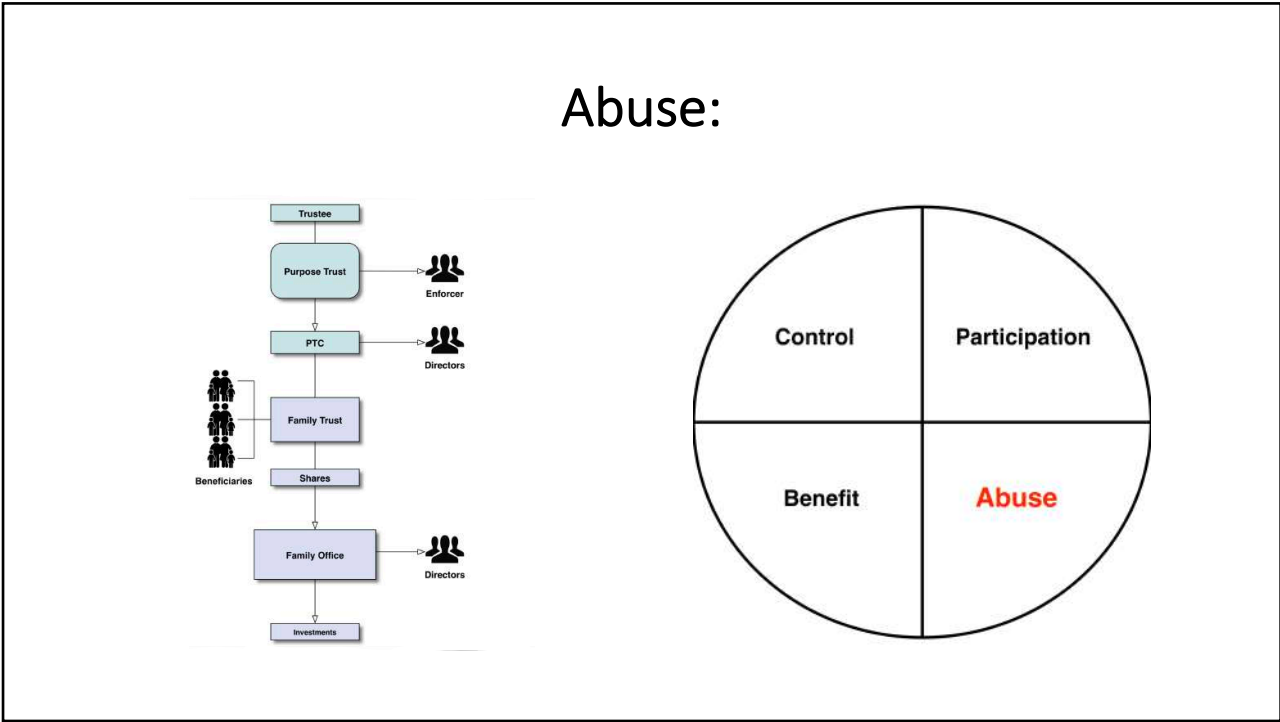 Abuse:
Trustee
Purpose Trust
Enforcer
PTC
Directors
Family Trust
Beneficiaries
Shares
Family Office
Directors
Investments
Control
Participation
Benefit
Abuse